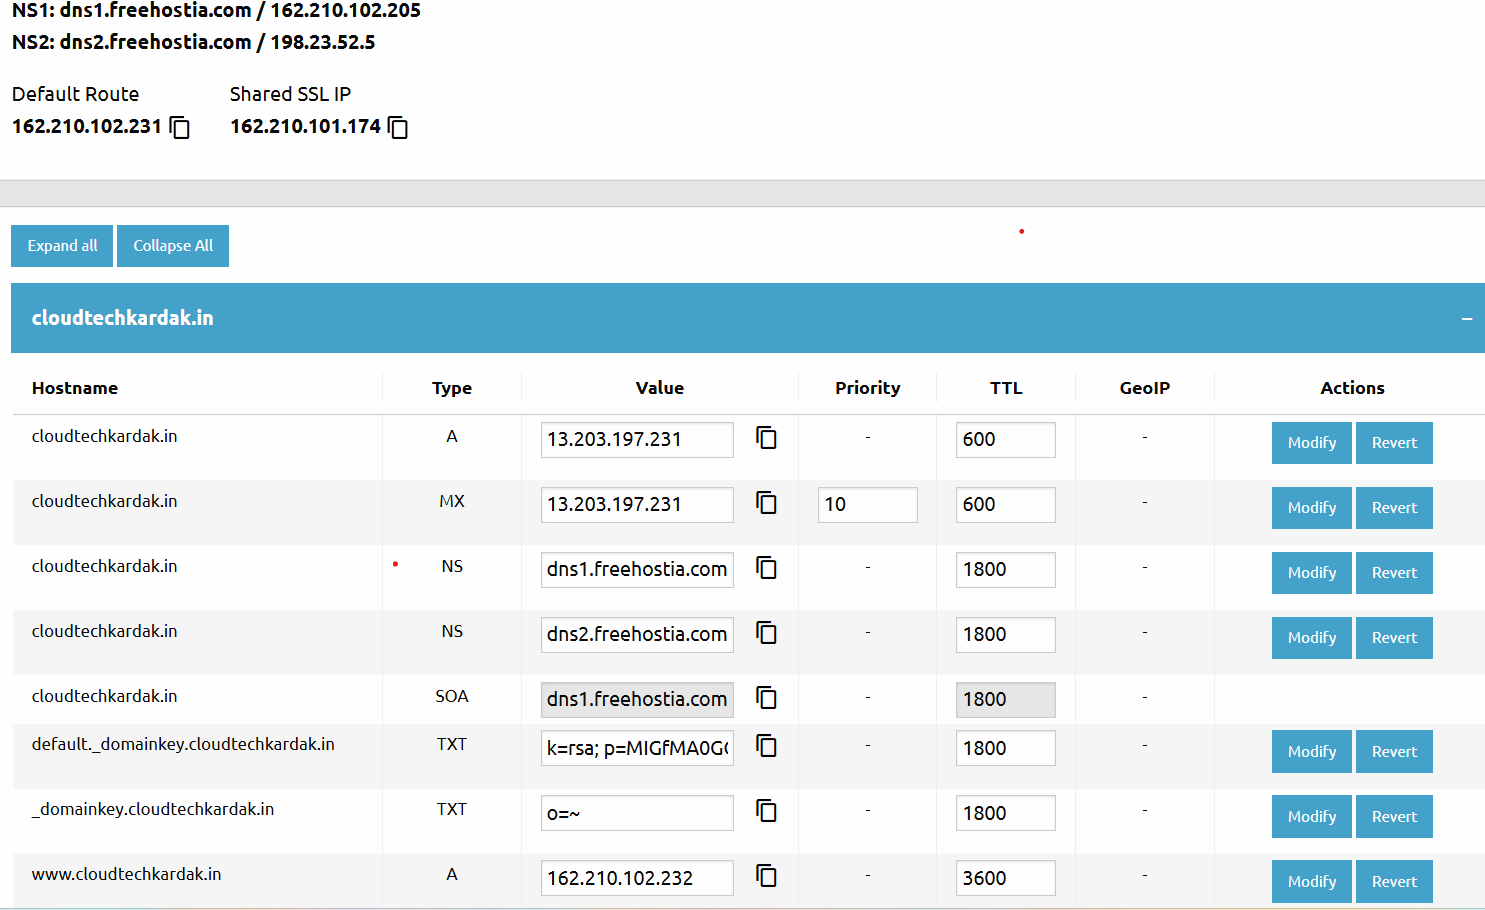 NS1: dns1.freehostia.com / 162.210.102.205
NS2: dns2.freehostia.com / 198.23.52.5
Default Route Shared SSL IP
162.210.102.231 162.210.101.174
Expand all Collapse All
cloudtechkardak.in –
Hostname Type Value Priority TTL GeoIP Actions
cloudtechkardak.in A 13.203.197.231 - 600 - Modify Revert
cloudtechkardak.in MX 13.203.197.231 10 600 - Modify Revert
cloudtechkardak.in NS dns1.freehostia.com - 1800 - Modify Revert
cloudtechkardak.in NS dns2.freehostia.com - 1800 - Modify Revert
cloudtechkardak.in SOA dns1.freehostia.com - 1800 -
default._domainkey.cloudtechkardak.in TXT k=rsa; p=MIGfMA0G - 1800 - Modify Revert
_domainkey.cloudtechkardak.in TXT o=~ - 1800 - Modify Revert
www.cloudtechkardak.in A 162.210.102.232 - 3600 - Modify Revert